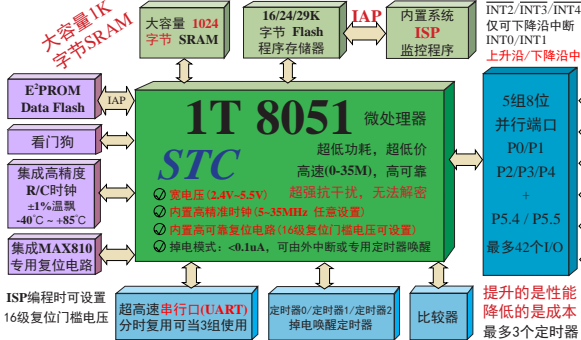 大容量1K
字节SRAM
大容量 1024
字节 SRAM
16/24/29K
字节 Flash
程序存储器
IAP
内置系统
ISP
监控程序
INT2/INT3/INT4
仅可下降沿中断
INT0/INT1
上升沿/下降沿中
E²PROM
Data Flash
IAP
看门狗
集成高精度
R/C时钟
±1%温飘
-40℃ ~ +85℃
集成MAX810
专用复位电路
1T 8051 微处理器
STC
超低功耗，超低价
高速(0-35M)，高可靠
超强抗干扰，无法解密
宽电压(2.4V~5.5V)
内置高精准时钟(5~35MHz 任意设置)
内置高可靠复位电路(16级复位门槛电压可设置)
掉电模式：<0.1uA，可由外中断或专用定时器唤醒
5组8位
并行端口
P0/P1
P2/P3/P4
+
P5.4 / P5.5
最多42个I/O
ISP编程时可设置
16级复位门槛电压
超高速串行口(UART)
分时复用可当3组使用
定时器0/定时器1/定时器2
掉电唤醒定时器
比较器
提升的是性能
降低的是成本
最多3个定时器